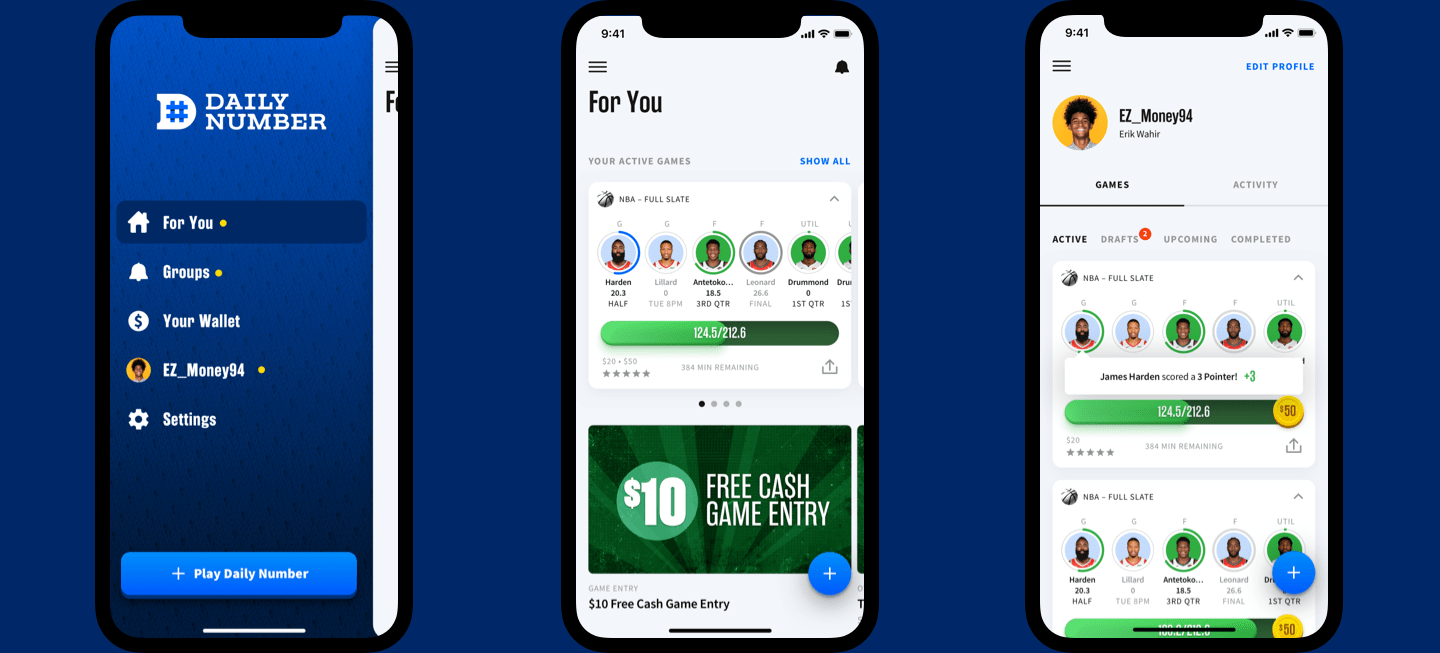 DAILY
NUMBER
For You
Groups
Your Wallet
EZ_Money94
Settings
+ Play Daily Number
9:41
For You
YOUR ACTIVE GAMES SHOW ALL
NBA – FULL SLATE
G G F F UTIL
Harden Lillard Antetoko... Leonard Drummond Dru
20.3 0 18.5 26.6 0
HALF TUE 8PM 3RD QTR FINAL 1ST QTR
124.5/212.6
$20 • $50
384 MIN REMAINING
$10 FREE CA$H
GAME ENTRY
GAME ENTRY
$10 Free Cash Game Entry
+
9:41
EDIT PROFILE
EZ_Money94
Erik Wahir
GAMES ACTIVITY
ACTIVE DRAFTS 2 UPCOMING COMPLETED
NBA – FULL SLATE
G G F F UTIL
James Harden scored a 3 Pointer! +3
124.5/212.6 $50
$20
384 MIN REMAINING
NBA – FULL SLATE
G G F F UTIL
Harden Lillard Antetoko... Leonard
20.3 0 18.5 26.6
HALF TUE 8PM 3RD QTR FINAL 1ST QTR
+
$50